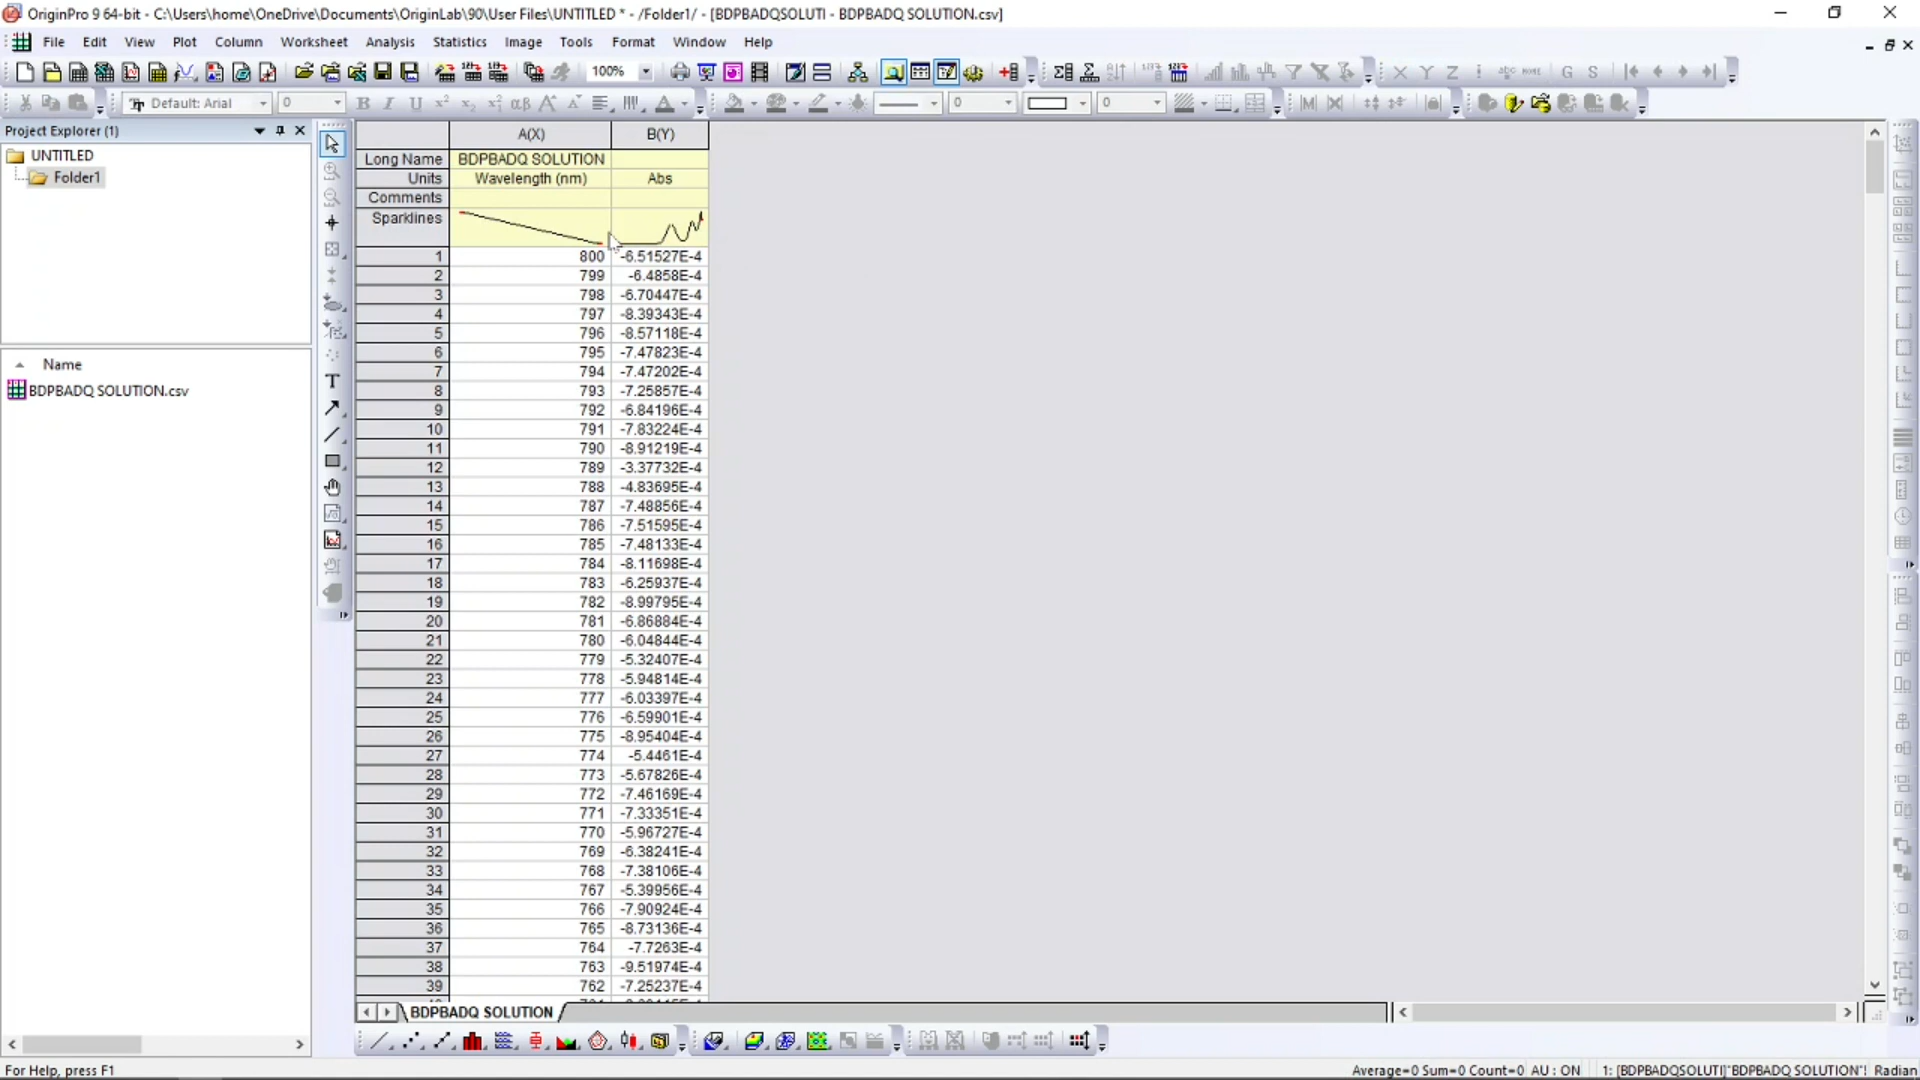 OriginPro 9 64-bit - C:\Users\home\OneDrive\Documents\OriginLab\90\User Files\UNTITLED * - /Folder1/ - [BDPBADQSOLUTI - BDPBADQ SOLUTION.csv]
File Edit View Plot Column Worksheet Analysis Statistics Image Tools Format Window Help
100%
Default: Arial 0 B I U 0 0
Project Explorer (1)
UNTITLED
Folder1
Name
BDPBADQ SOLUTION.csv
A(X) B(Y)
Long Name BDPBADQ SOLUTION
Units Wavelength (nm) Abs
Comments
Sparklines
1 800 -6.51527E-4
2 799 -6.4858E-4
3 798 -6.70447E-4
4 797 -8.39343E-4
5 796 -8.57118E-4
6 795 -7.47823E-4
7 794 -7.47202E-4
8 793 -7.25857E-4
9 792 -6.84196E-4
10 791 -7.83224E-4
11 790 -8.91219E-4
12 789 -3.37732E-4
13 788 -4.83695E-4
14 787 -7.48856E-4
15 786 -7.51595E-4
16 785 -7.48133E-4
17 784 -8.11698E-4
18 783 -6.25937E-4
19 782 -8.99795E-4
20 781 -6.86884E-4
21 780 -6.04844E-4
22 779 -5.32407E-4
23 778 -5.94814E-4
24 777 -6.03397E-4
25 776 -6.59901E-4
26 775 -8.95404E-4
27 774 -5.4461E-4
28 773 -5.67826E-4
29 772 -7.46169E-4
30 771 -7.33351E-4
31 770 -5.96727E-4
32 769 -6.38241E-4
33 768 -7.38106E-4
34 767 -5.39956E-4
35 766 -7.90924E-4
36 765 -8.73136E-4
37 764 -7.7263E-4
38 763 -9.51974E-4
39 762 -7.25237E-4
BDPBADQ SOLUTION
For Help, press F1
Average=0 Sum=0 Count=0 AU : ON 1: [BDPBADQSOLUTI]"BDPBADQ SOLUTION"! Radian